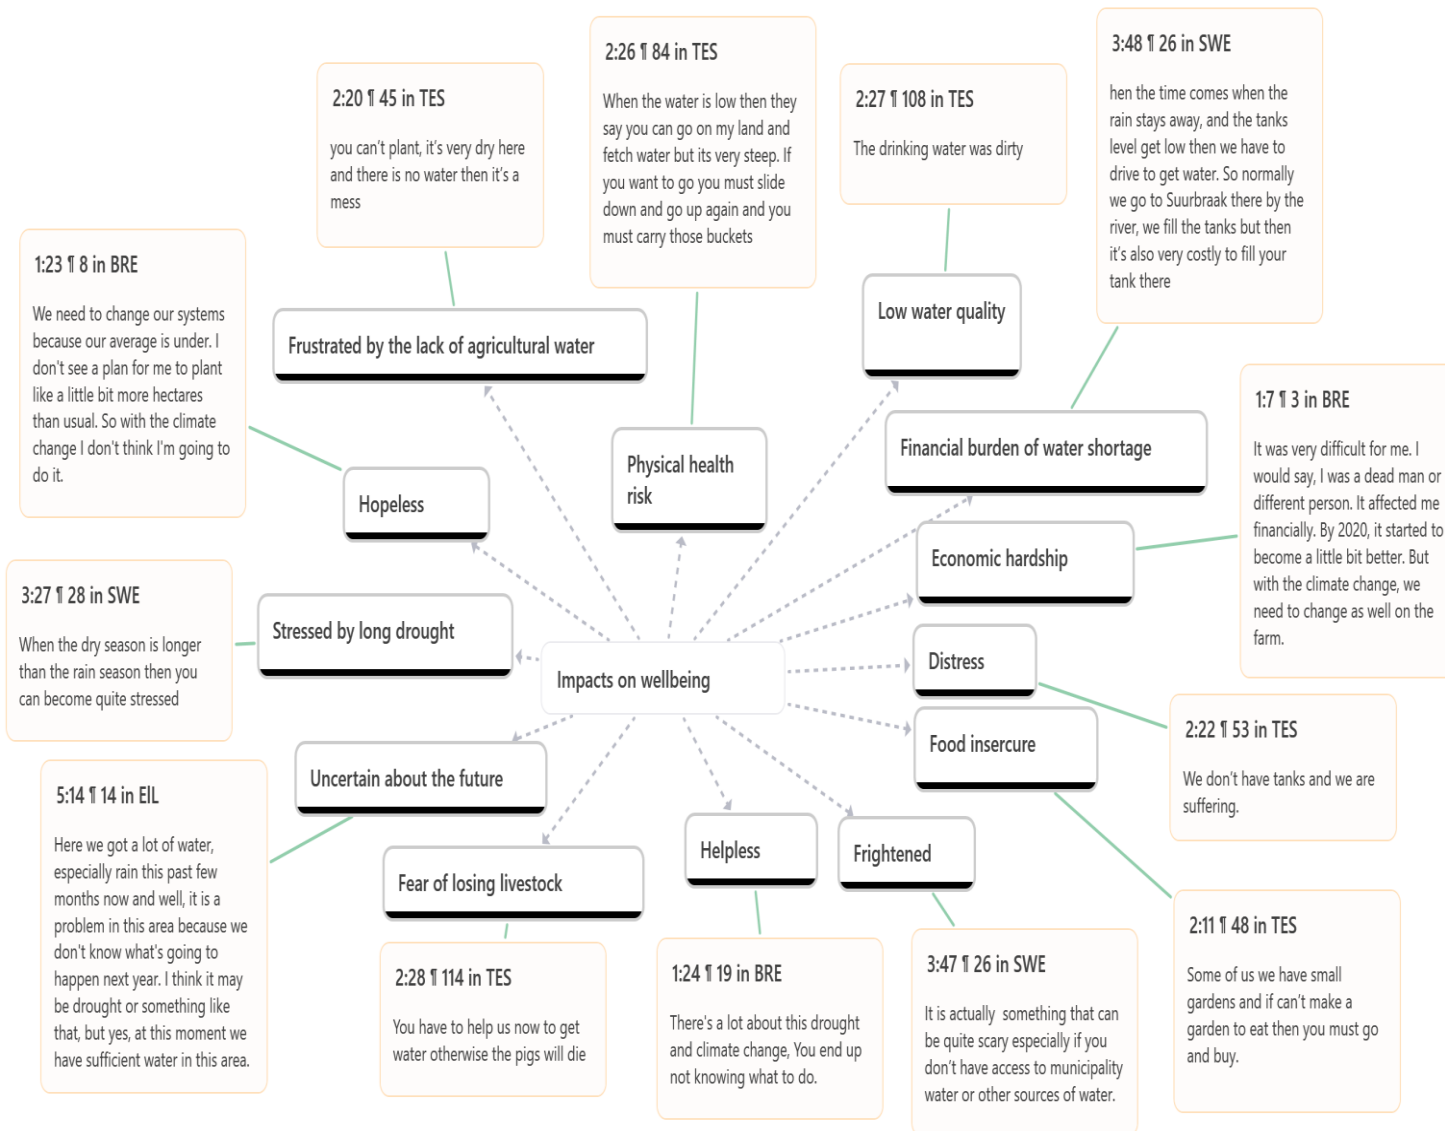 2:20 ¶ 45 in TES
you can't plant, it's very dry here
and there is no water then it's a
mess
2:26 ¶ 84 in TES
When the water is low then they
say you can go on my land and
fetch water but its very steep. If
you want to go you must slide
down and go up again and you
must carry those buckets
2:27 ¶ 108 in TES
The drinking water was dirty
3:48 ¶ 26 in SWE
hen the time comes when the
rain stays away, and the tanks
level get low then we have to
drive to get water. So normally
we go to Suurbraak there by the
river, we fill the tanks but then
it's also very costly to fill your
tank there
1:23 ¶ 8 in BRE
We need to change our systems
because our average is under. I
don't see a plan for me to plant
like a little bit more hectares
than usual. So with the climate
change I don't think I'm going to
do it.
Frustrated by the lack of agricultural water
Low water quality
Physical health
risk
Financial burden of water shortage
1:7 ¶ 3 in BRE
It was very difficult for me. I
would say, I was a dead man or
different person. It affected me
financially. By 2020, it started to
become a little bit better. But
with the climate change, we
need to change as well on the
farm.
Hopeless
Economic hardship
3:27 ¶ 28 in SWE
When the dry season is longer
than the rain season then you
can become quite stressed
Stressed by long drought
Impacts on wellbeing
Distress
2:22 ¶ 53 in TES
We don't have tanks and we are
suffering.
Food insercure
Uncertain about the future
5:14 ¶ 14 in ElL
Here we got a lot of water,
especially rain this past few
months now and well, it is a
problem in this area because we
don't know what's going to
happen next year. I think it may
be drought or something like
that, but yes, at this moment we
have sufficient water in this area.
Fear of losing livestock
Helpless
Frightened
2:28 ¶ 114 in TES
You have to help us now to get
water otherwise the pigs will die
1:24 ¶ 19 in BRE
There's a lot about this drought
and climate change, You end up
not knowing what to do.
3:47 ¶ 26 in SWE
It is actually something that can
be quite scary especially if you
don't have access to municipality
water or other sources of water.
2:11 ¶ 48 in TES
Some of us we have small
gardens and if can't make a
garden to eat then you must go
and buy.